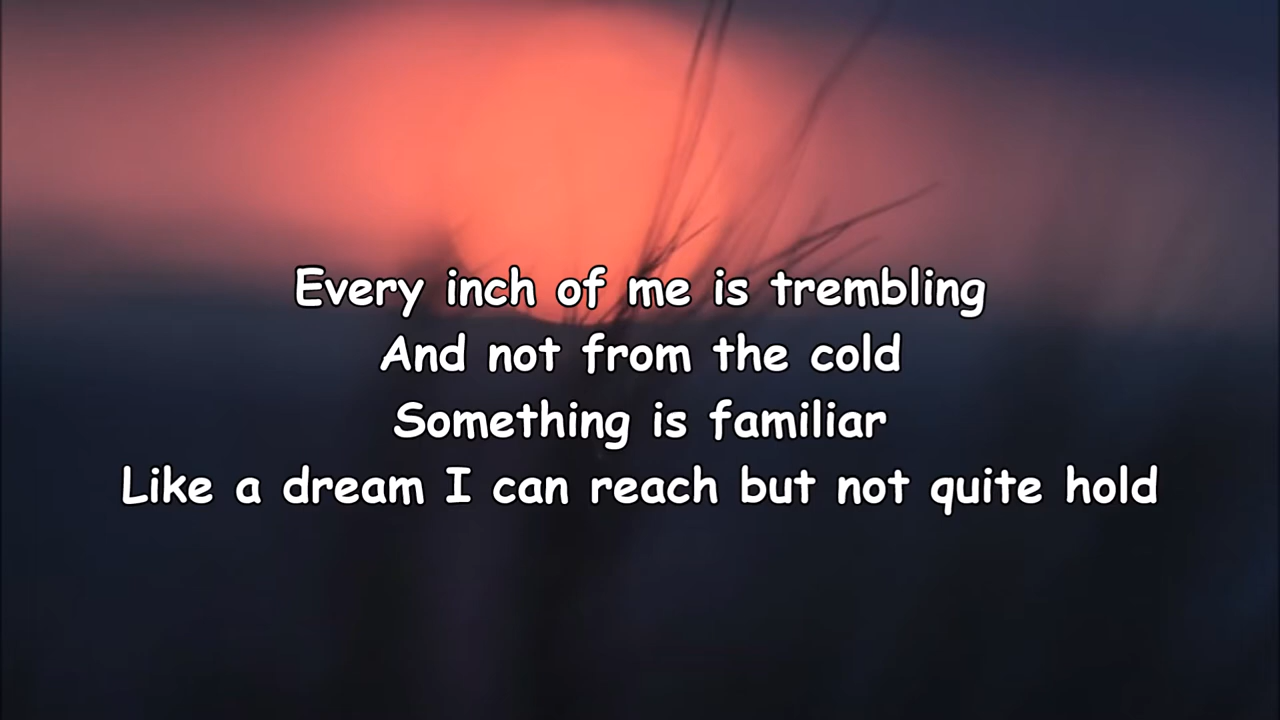 Every inch of me is trembling
And not from the cold
Something is familiar
Like a dream I can reach but not quite hold